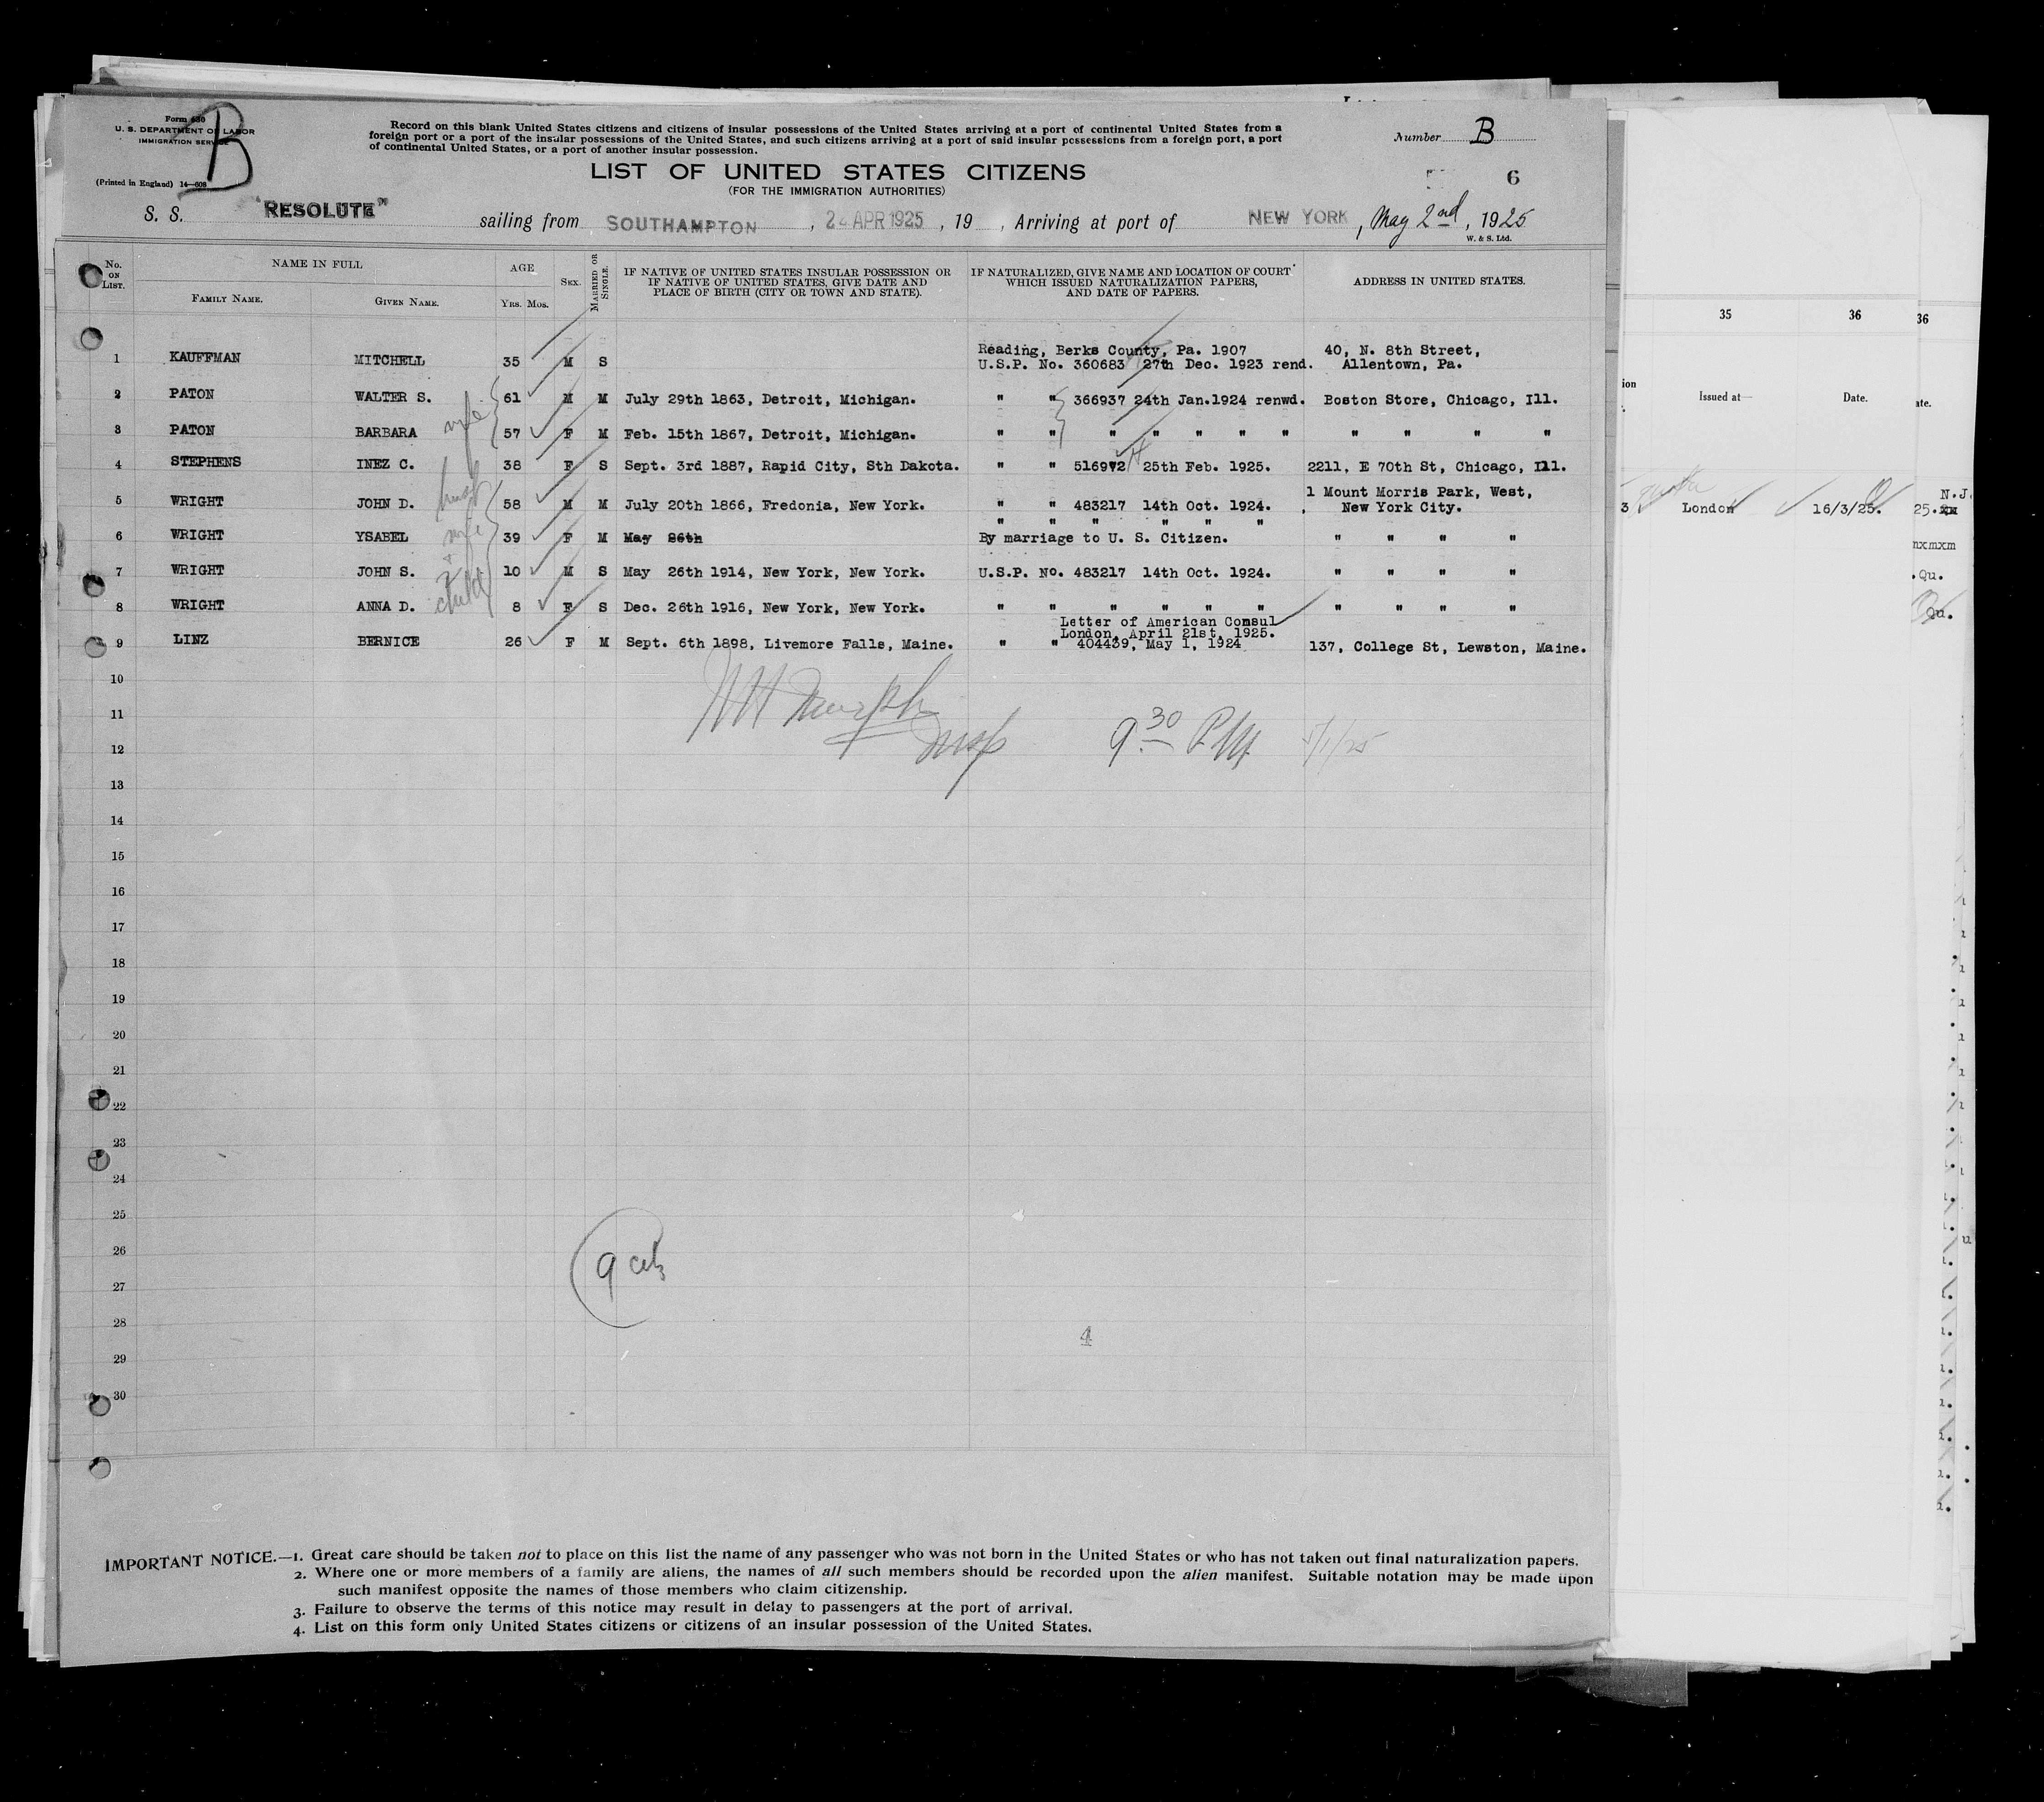 Form 630
U. S. DEPARTMENT OF LABOR
IMMIGRATION SERVICE
B
(Printed in England) 14—608
Record on this blank United States citizens and citizens of insular possessions of the United States arriving at a port of continental United States from a
foreign port or a port of the insular possessions of the United States, and such citizens arriving at a port of said insular possessions from a foreign port, a port
of continental United States, or a port of another insular possession.
Number B
LIST OF UNITED STATES CITIZENS
(FOR THE IMMIGRATION AUTHORITIES)
6
S. S. "RESOLUTE" sailing from SOUTHAMPTON , 24 APR 1925 , 19 , Arriving at port of NEW YORK , May 2nd , 1925
W. & S. Ltd.
No. ON LIST. NAME IN FULL AGE SEX. MARRIED OR SINGLE. IF NATIVE OF UNITED STATES INSULAR POSSESSION OR IF NATIVE OF UNITED STATES, GIVE DATE AND PLACE OF BIRTH (CITY OR TOWN AND STATE). IF NATURALIZED, GIVE NAME AND LOCATION OF COURT WHICH ISSUED NATURALIZATION PAPERS, AND DATE OF PAPERS. ADDRESS IN UNITED STATES.
FAMILY NAME. GIVEN NAME. YRS. MOS.
Reading, Berks County, Pa. 1907 40, N. 8th Street,
1 KAUFFMAN MITCHELL 35 M S U.S.P. No. 360683 27th Dec. 1923 rend. Allentown, Pa.
2 PATON WALTER S. 61 M M July 29th 1863, Detroit, Michigan. " " 366937 24th Jan.1924 renwd. Boston Store, Chicago, Ill.
3 PATON BARBARA wife 57 F M Feb. 15th 1867, Detroit, Michigan. " " " " " " " " " " "
4 STEPHENS INEZ C. 38 F S Sept. 3rd 1887, Rapid City, Sth Dakota. " " 516972 25th Feb. 1925. 2211, E 70th St, Chicago, Ill.
1 Mount Morris Park, West,
5 WRIGHT JOHN D. husb 58 M M July 20th 1866, Fredonia, New York. " " 483217 14th Oct. 1924. New York City.
" " " " " "
6 WRIGHT YSABEL wife 39 F M May 26th By marriage to U. S. Citizen. " " " "
7 WRIGHT JOHN S. & 2 10 M S May 26th 1914, New York, New York. U.S.P. No. 483217 14th Oct. 1924. " " " "
8 WRIGHT ANNA D. child 8 F S Dec. 26th 1916, New York, New York. " " " " " " " " " "
Letter of American Consul
London, April 21st, 1925.
9 LINZ BERNICE 26 F M Sept. 6th 1898, Livemore Falls, Maine. " " 404439, May 1, 1924 137, College St, Lewston, Maine.
10
11
Insp 9.30 PM 5/1/25
12
13
14
15
16
17
18
19
20
21
22
23
24
25
26
9 cits
27
28
4
29
30
IMPORTANT NOTICE.—1. Great care should be taken not to place on this list the name of any passenger who was not born in the United States or who has not taken out final naturalization papers.
2. Where one or more members of a family are aliens, the names of all such members should be recorded upon the alien manifest. Suitable notation may be made upon
such manifest opposite the names of those members who claim citizenship.
3. Failure to observe the terms of this notice may result in delay to passengers at the port of arrival.
4. List on this form only United States citizens or citizens of an insular possession of the United States.
35 36 36
ion Issued at— Date. ate.
N.J.
3 London 16/3/25. 25.
nxmxm
.Qu.
Qu.